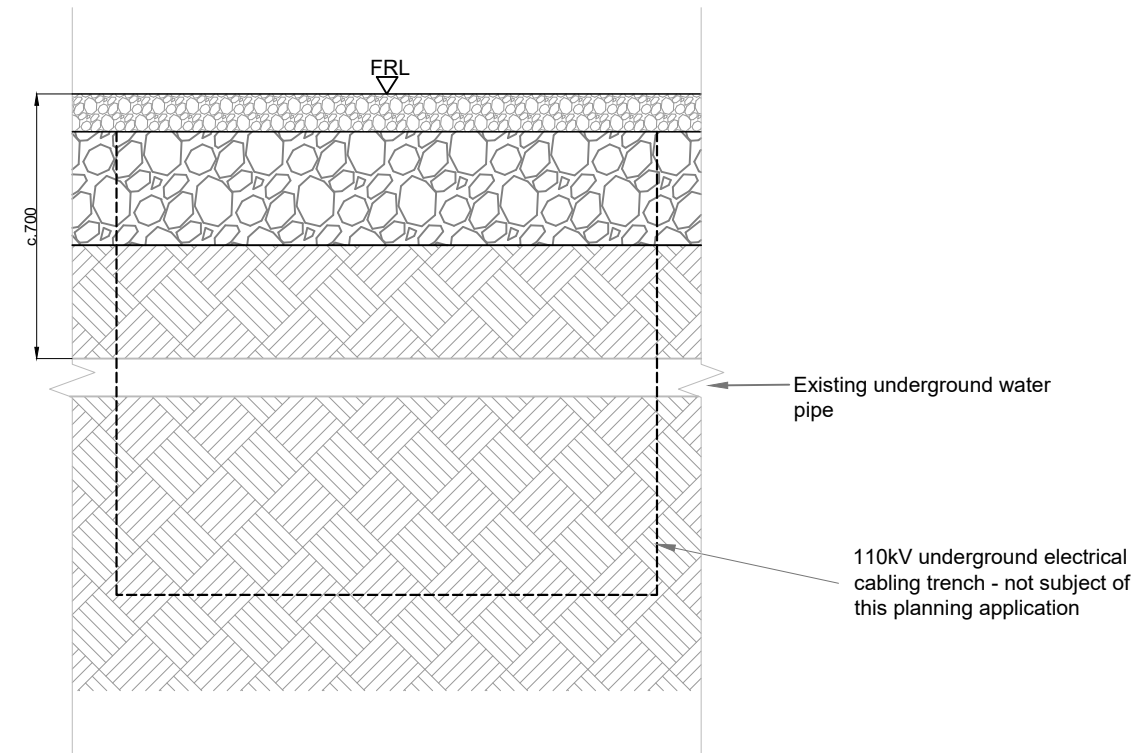 FRL
c.700
Existing underground water
pipe
110kV underground electrical
cabling trench - not subject of
this planning application